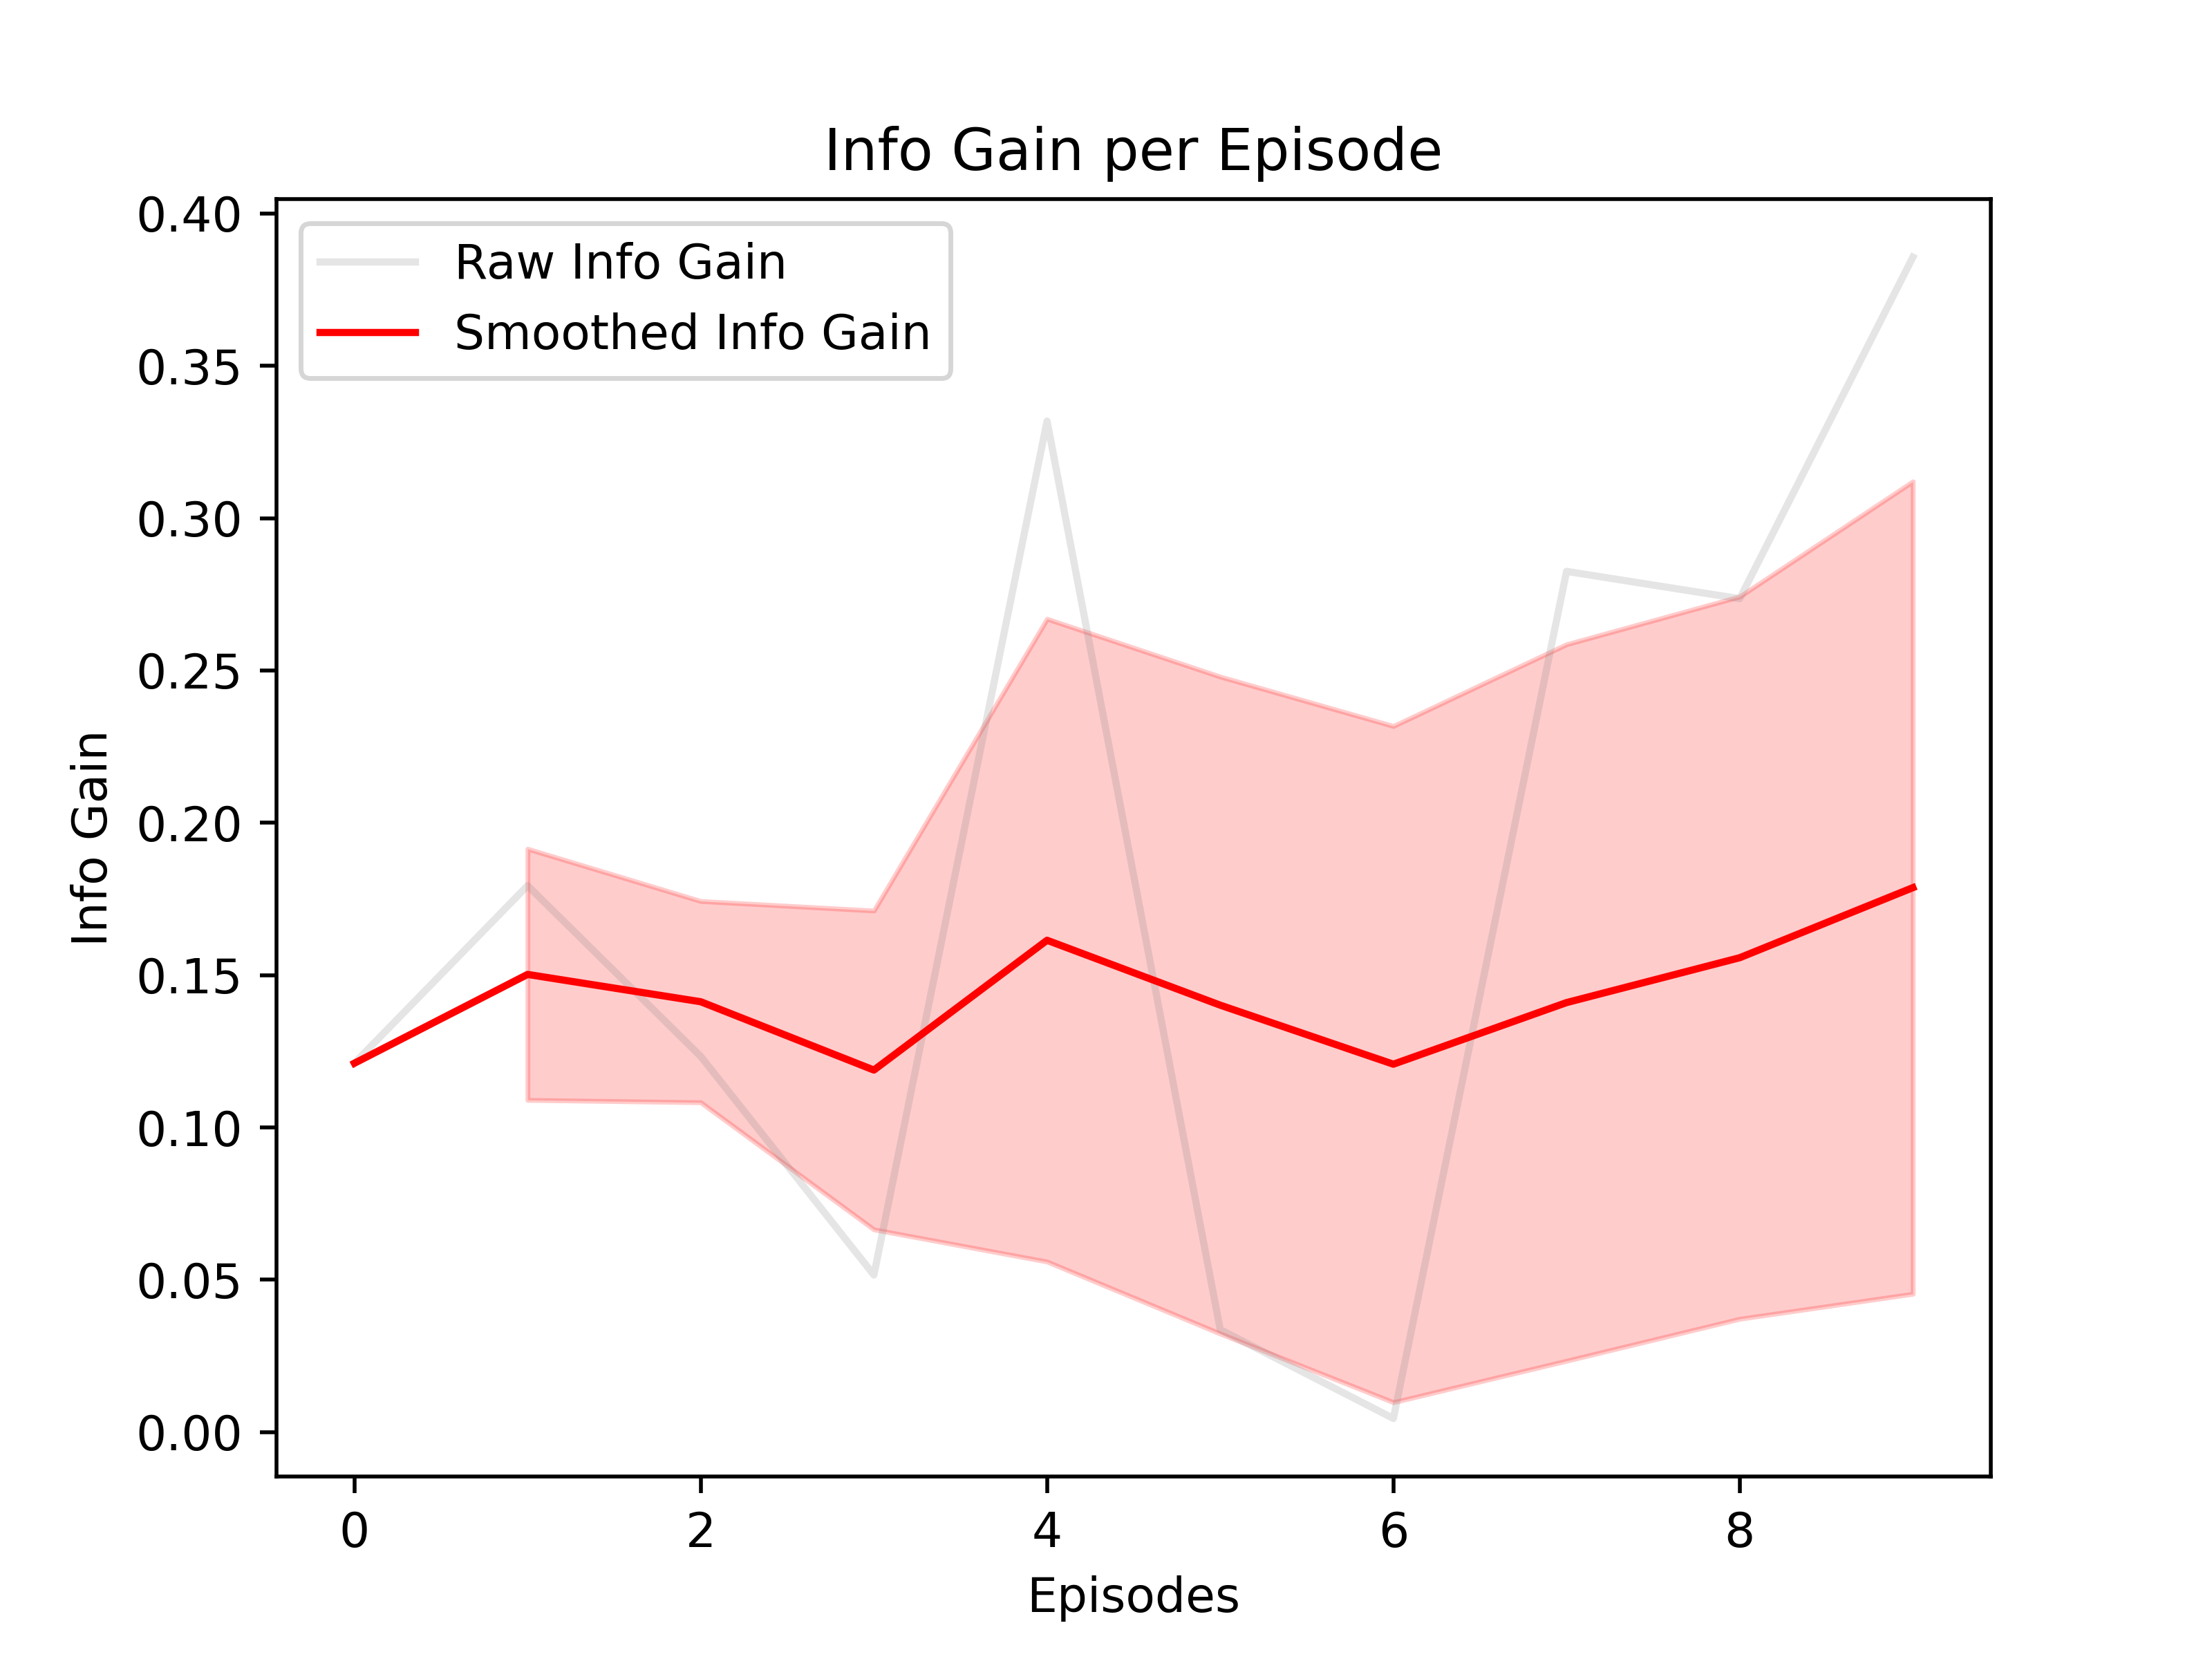 Info Gain per Episode
Raw Info Gain
Smoothed Info Gain
0.40
0.35
0.30
0.25
0.20
0.15
0.10
0.05
0.00
Info Gain
0 2 4 6 8
Episodes